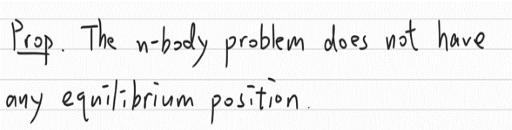 Prop. The n-body problem does not have
any equilibrium position.